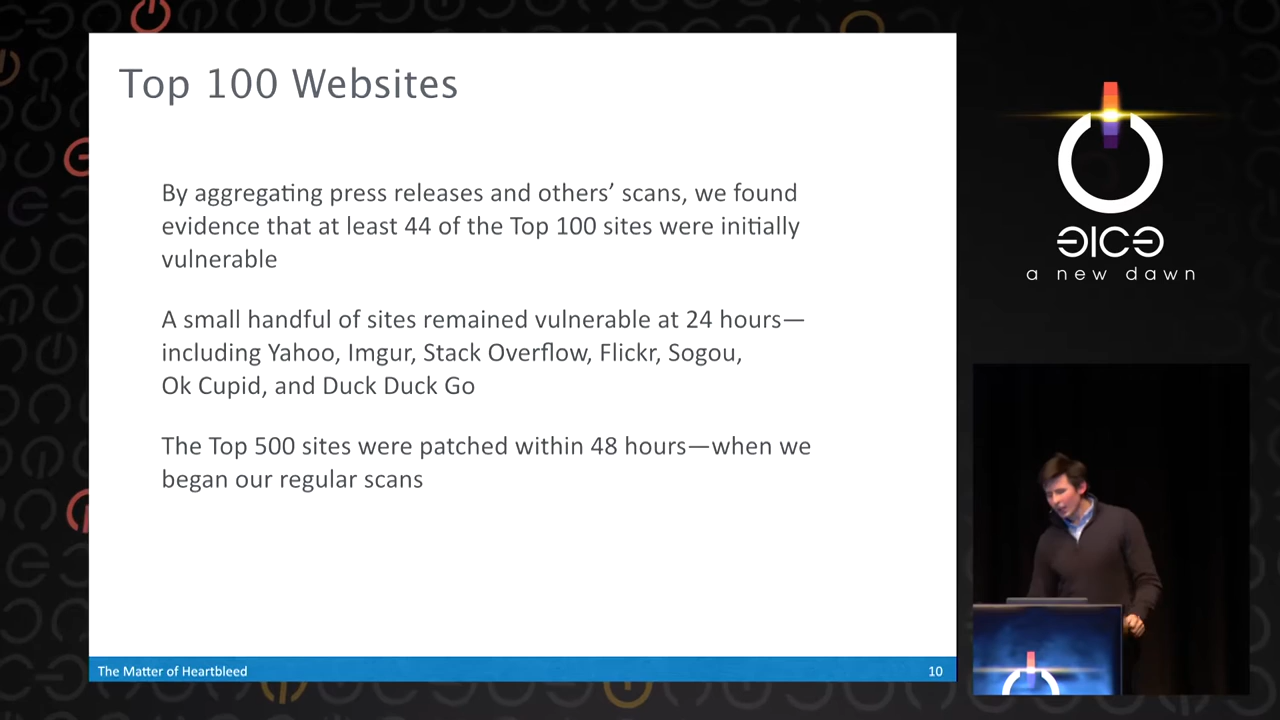 Top 100 Websites
By aggregating press releases and others’ scans, we found
evidence that at least 44 of the Top 100 sites were initially
vulnerable
A small handful of sites remained vulnerable at 24 hours—
including Yahoo, Imgur, Stack Overflow, Flickr, Sogou,
Ok Cupid, and Duck Duck Go
The Top 500 sites were patched within 48 hours—when we
began our regular scans
The Matter of Heartbleed
10
a new dawn